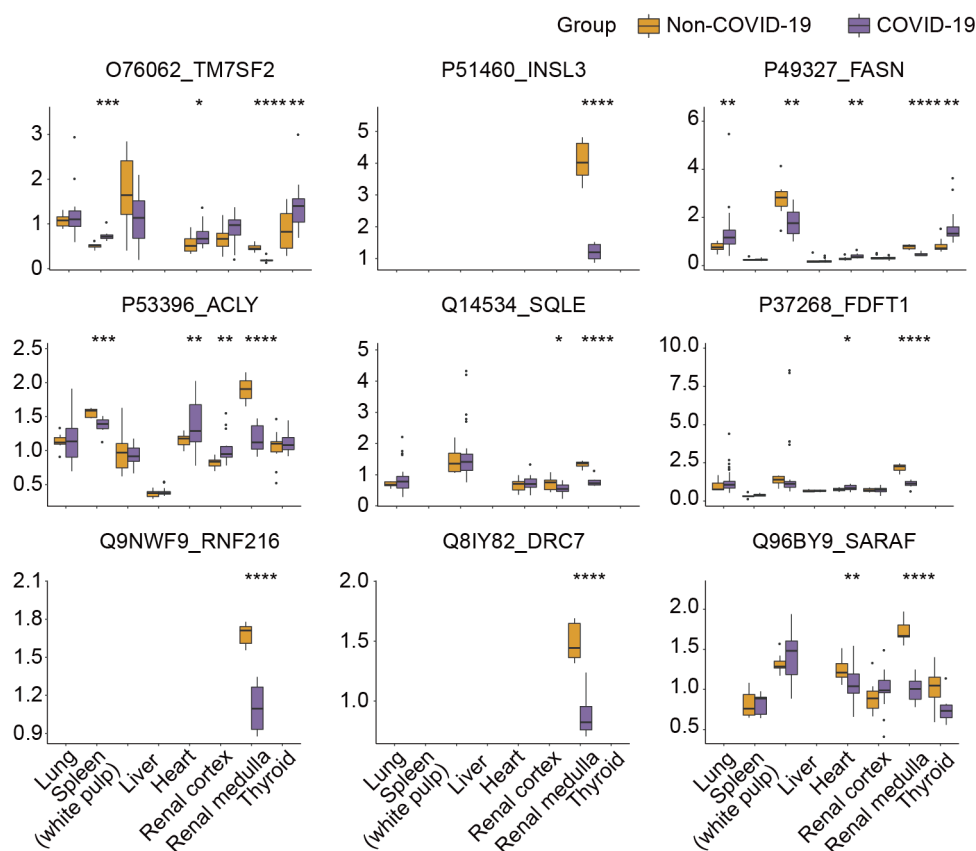 Group Non-COVID-19 COVID-19
O76062_TM7SF2 P51460_INSL3 P49327_FASN
*** * **** ** **** ** ** ** **** **
3
2
1
0
5
4
3
2
1
6
4
2
0
P53396_ACLY Q14534_SQLE P37268_FDFT1
*** ** ** **** * **** * ****
2.5
2.0
1.5
1.0
0.5
5
4
3
2
1
0
10.0
7.5
5.0
2.5
0.0
Q9NWF9_RNF216 Q8IY82_DRC7 Q96BY9_SARAF
**** **** ** ****
2.1
1.8
1.5
1.2
0.9
2.0
1.5
1.0
2.0
1.5
1.0
0.5
Lung
Spleen
(white pulp)
Liver
Heart
Renal cortex
Renal medulla
Thyroid
Lung
Spleen
(white pulp)
Liver
Heart
Renal cortex
Renal medulla
Thyroid
Lung
Spleen
(white pulp)
Liver
Heart
Renal cortex
Renal medulla
Thyroid